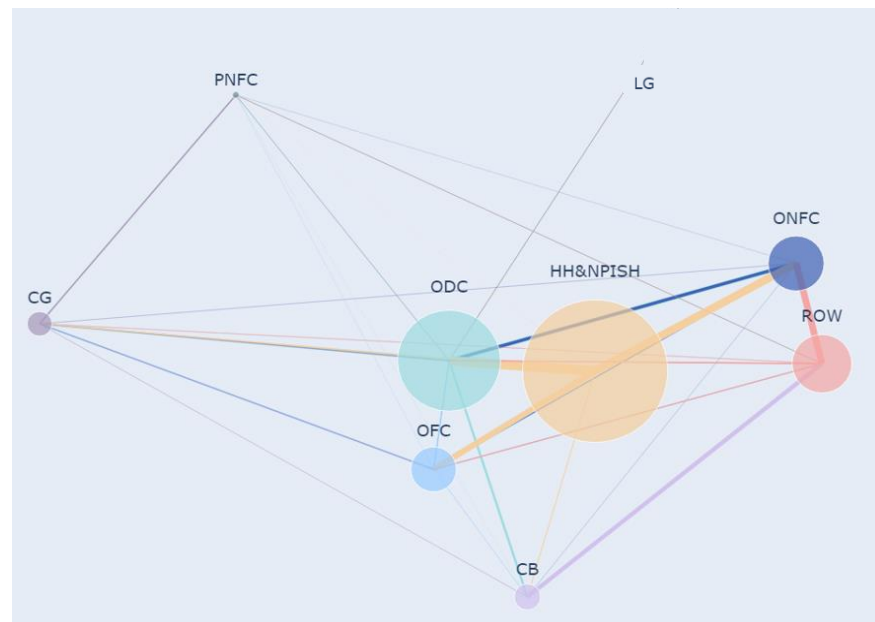 PNFC
LG
ONFC
HH&NPISH
ODC
CG
ROW
OFC
CB